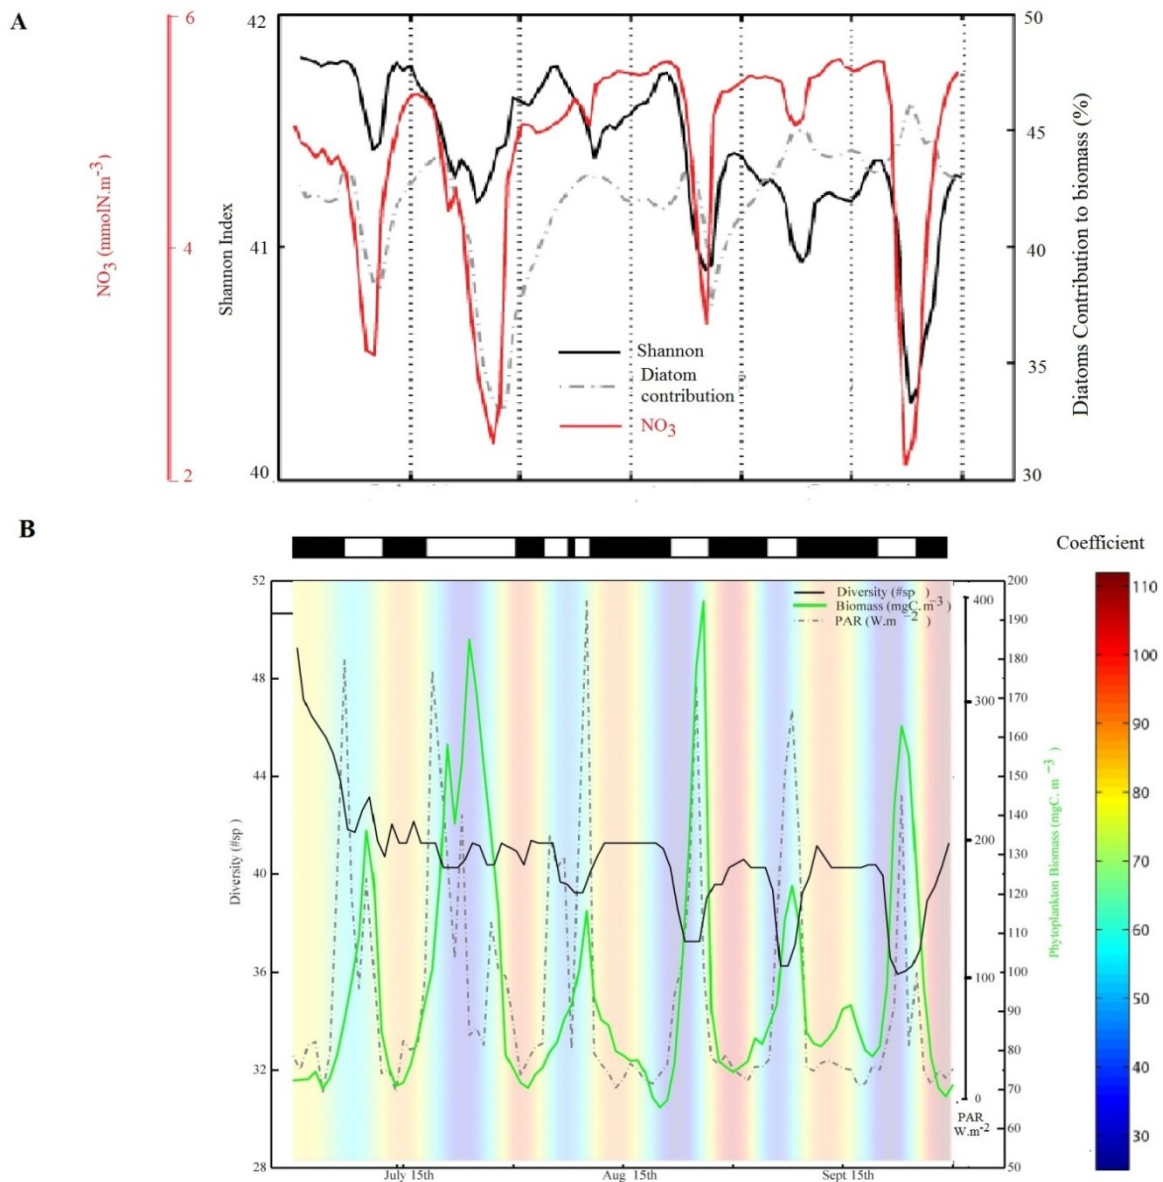 A
6
4
2
NO3 (mmolN.m-3)
42
41
40
Shannon Index
50
45
40
35
30
Diatoms Contribution to biomass (%)
Shannon
Diatom
contribution
NO3
B
Coefficient
52
48
44
40
36
32
28
Diversity (#sp )
Diversity (#sp )
Biomass (mgC. m-3)
PAR (W.m-2 )
400
300
200
100
0
PAR
W.m-2
200
190
180
170
160
150
140
130
120
110
100
90
80
70
60
50
Phytoplankton Biomass (mgC. m-3)
110
100
90
80
70
60
50
40
30
July 15th
Aug 15th
Sept 15th